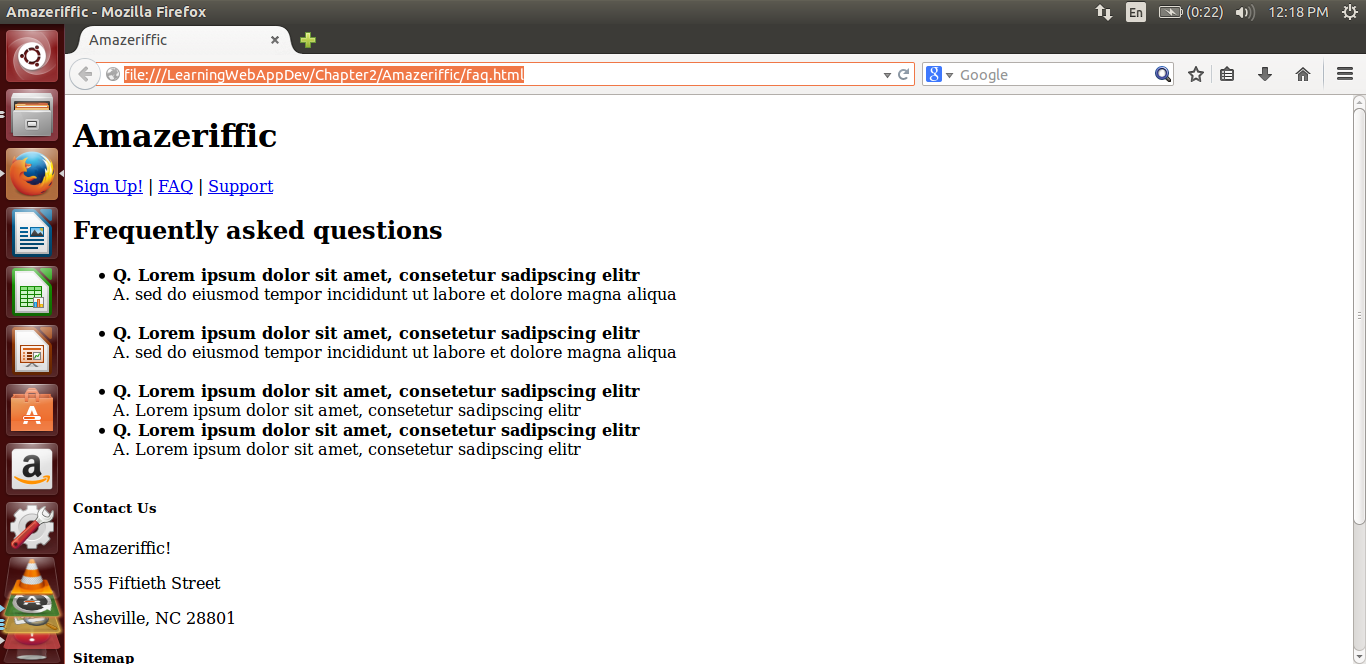 Amazeriffic - Mozilla Firefox
En
(0:22)
12:18 PM
Amazeriffic
file:///LearningWebAppDev/Chapter2/Amazeriffic/faq.html
8
Google
Amazeriffic
Sign Up! | FAQ | Support
Frequently asked questions
• Q. Lorem ipsum dolor sit amet, consetetur sadipscing elitr
A. sed do eiusmod tempor incididunt ut labore et dolore magna aliqua
• Q. Lorem ipsum dolor sit amet, consetetur sadipscing elitr
A. sed do eiusmod tempor incididunt ut labore et dolore magna aliqua
• Q. Lorem ipsum dolor sit amet, consetetur sadipscing elitr
A. Lorem ipsum dolor sit amet, consetetur sadipscing elitr
• Q. Lorem ipsum dolor sit amet, consetetur sadipscing elitr
A. Lorem ipsum dolor sit amet, consetetur sadipscing elitr
a
Contact Us
Amazeriffic!
555 Fiftieth Street
Asheville, NC 28801
Sitemap